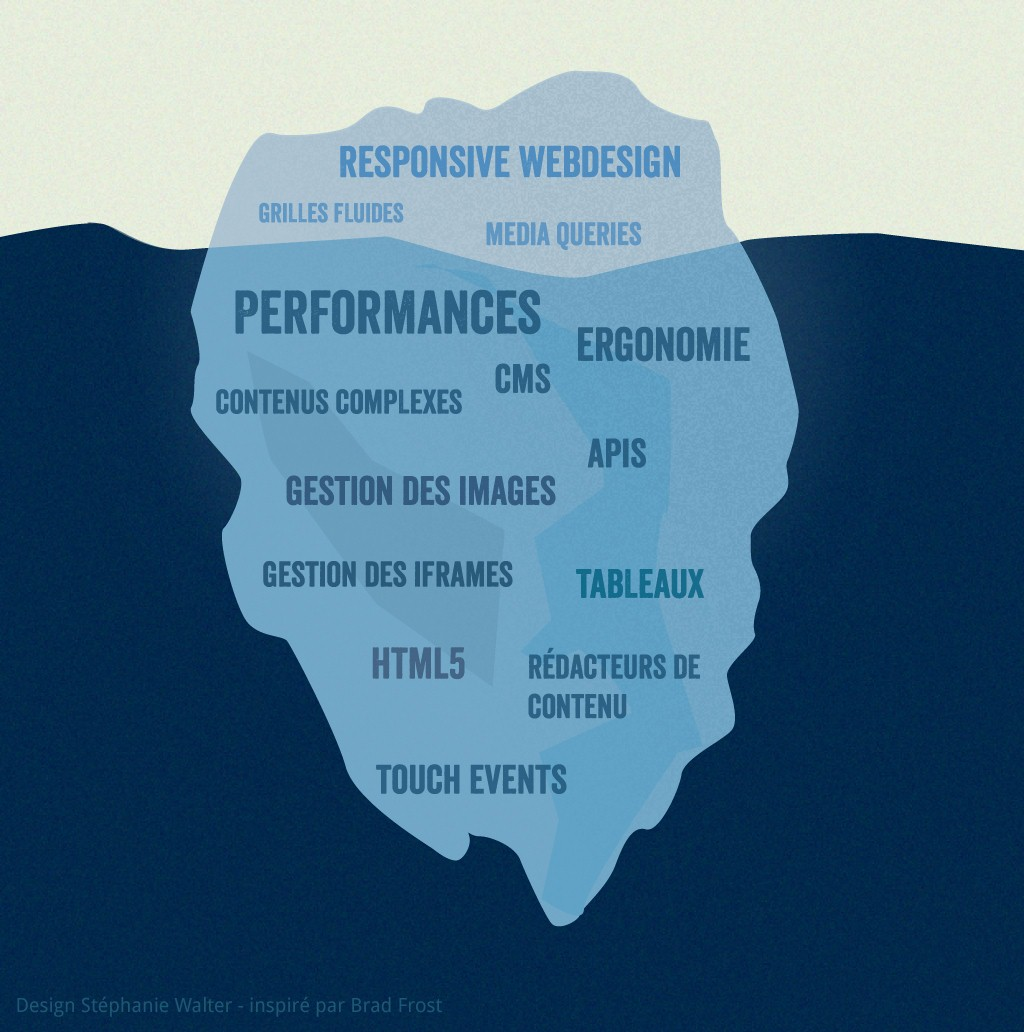 RESPONSIVE WEBDESIGN
GRILLES FLUIDES
MEDIA QUERIES
PERFORMANCES
ERGONOMIE
CMS
CONTENUS COMPLEXES
APIS
GESTION DES IMAGES
GESTION DES IFRAMES
TABLEAUX
HTML5
RÉDACTEURS DE
CONTENU
TOUCH EVENTS
Design Stéphanie Walter - inspiré par Brad Frost